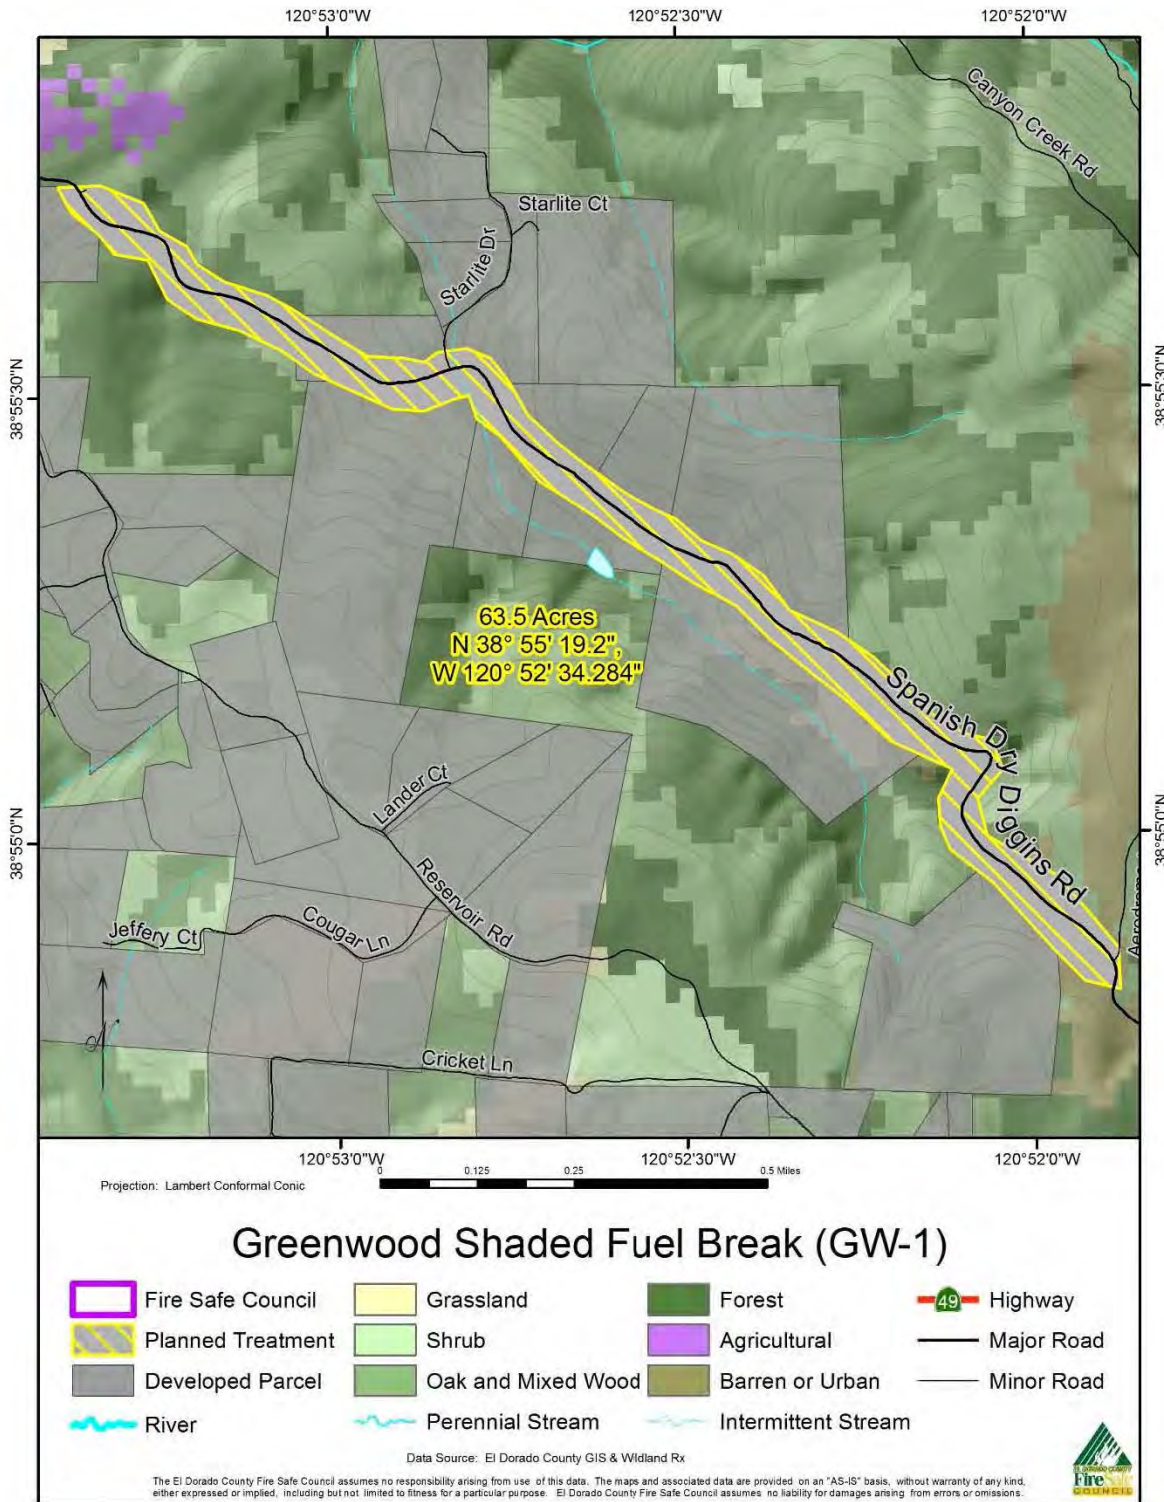 120°53'0"W
120°52'30"W
120°52'0"W
Canyon Creek Rd
Starlite Ct
Starlite Dr
38°55'30"N
38°55'30"N
63.5 Acres
N 38° 55' 19.2",
W 120° 52' 34.284"
Spanish Dry Diggins Rd
Lander Ct
38°55'0"N
38°55'0"N
Reservoir Rd
Jeffery Ct
Cougar Ln
Cricket Ln
120°53'0"W
120°52'30"W
120°52'0"W
Projection: Lambert Conformal Conic
0 0.125 0.25 0.5 Miles
Greenwood Shaded Fuel Break (GW-1)
Fire Safe Council
Grassland
Forest
49 Highway
Planned Treatment
Shrub
Agricultural
Major Road
Developed Parcel
Oak and Mixed Wood
Barren or Urban
Minor Road
River
Perennial Stream
Intermittent Stream
Data Source: El Dorado County GIS & Wldland Rx
The El Dorado County Fire Safe Council assumes no responsibility arising from use of this data. The maps and associated data are provided on an "AS-IS" basis, without warranty of any kind,
either expressed or implied, including but not limited to fitness for a particular purpose. El Dorado County Fire Safe Council assumes no liability for damages arising from errors or omissions.
EL DORADO COUNTY
Fire Safe
COUNCIL